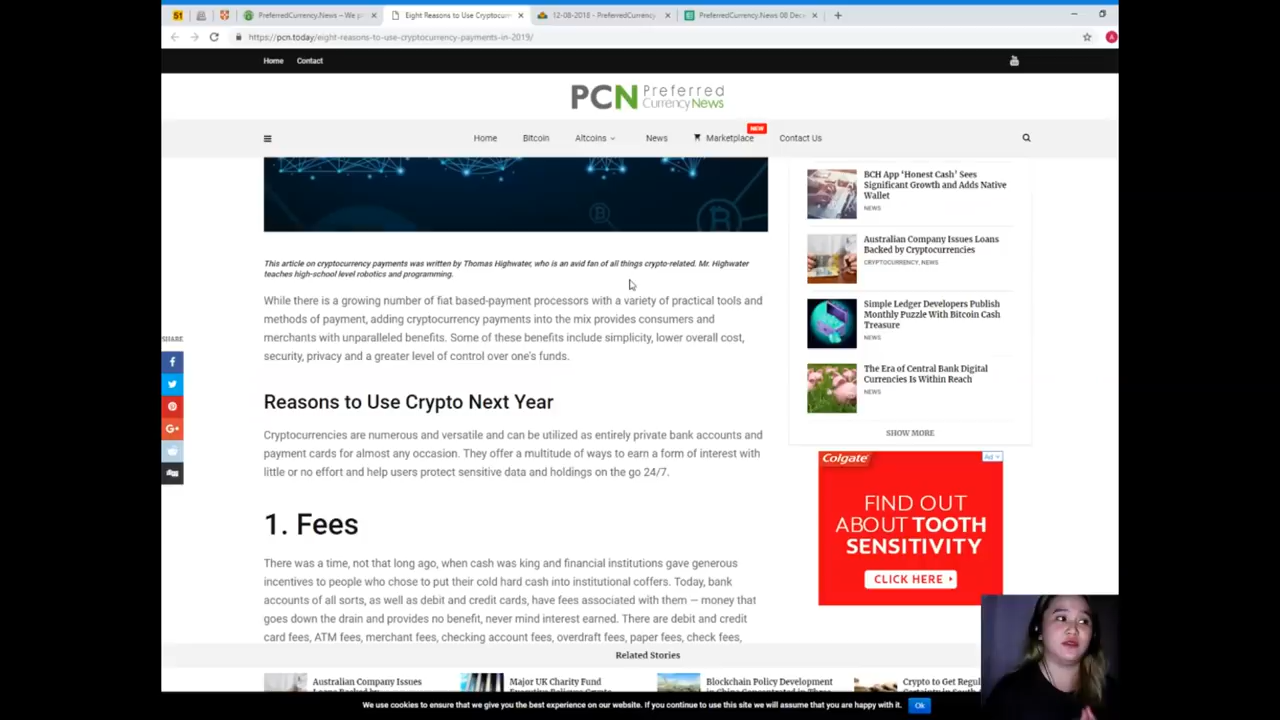 51
PreferredCurrency.News – We p
Eight Reasons to Use Cryptocurr
12-08-2018 - PreferredCurrency
PreferredCurrency.News 08 Dec
https://pcn.today/eight-reasons-to-use-cryptocurrency-payments-in-2019/
A
Home Contact
PCN Preferred
CurrencyNews
NEW
Home Bitcoin Altcoins News Marketplace Contact Us
BCH App ‘Honest Cash’ Sees
Significant Growth and Adds Native
Wallet
NEWS
Australian Company Issues Loans
Backed by Cryptocurrencies
CRYPTOCURRENCY, NEWS
Simple Ledger Developers Publish
Monthly Puzzle With Bitcoin Cash
Treasure
NEWS
The Era of Central Bank Digital
Currencies Is Within Reach
NEWS
SHOW MORE
This article on cryptocurrency payments was written by Thomas Highwater, who is an avid fan of all things crypto-related. Mr. Highwater
teaches high-school level robotics and programming.
While there is a growing number of fiat based-payment processors with a variety of practical tools and
methods of payment, adding cryptocurrency payments into the mix provides consumers and
merchants with unparalleled benefits. Some of these benefits include simplicity, lower overall cost,
security, privacy and a greater level of control over one's funds.
SHARE
Reasons to Use Crypto Next Year
Cryptocurrencies are numerous and versatile and can be utilized as entirely private bank accounts and
payment cards for almost any occasion. They offer a multitude of ways to earn a form of interest with
little or no effort and help users protect sensitive data and holdings on the go 24/7.
1. Fees
There was a time, not that long ago, when cash was king and financial institutions gave generous
incentives to people who chose to put their cold hard cash into institutional coffers. Today, bank
accounts of all sorts, as well as debit and credit cards, have fees associated with them — money that
goes down the drain and provides no benefit, never mind interest earned. There are debit and credit
card fees, ATM fees, merchant fees, checking account fees, overdraft fees, paper fees, check fees,
Colgate
Ad
FIND OUT
ABOUT TOOTH
SENSITIVITY
CLICK HERE
Related Stories
Australian Company Issues
Major UK Charity Fund
Blockchain Policy Development
Crypto to Get Regul
We use cookies to ensure that we give you the best experience on our website. If you continue to use this site we will assume that you are happy with it.
Ok